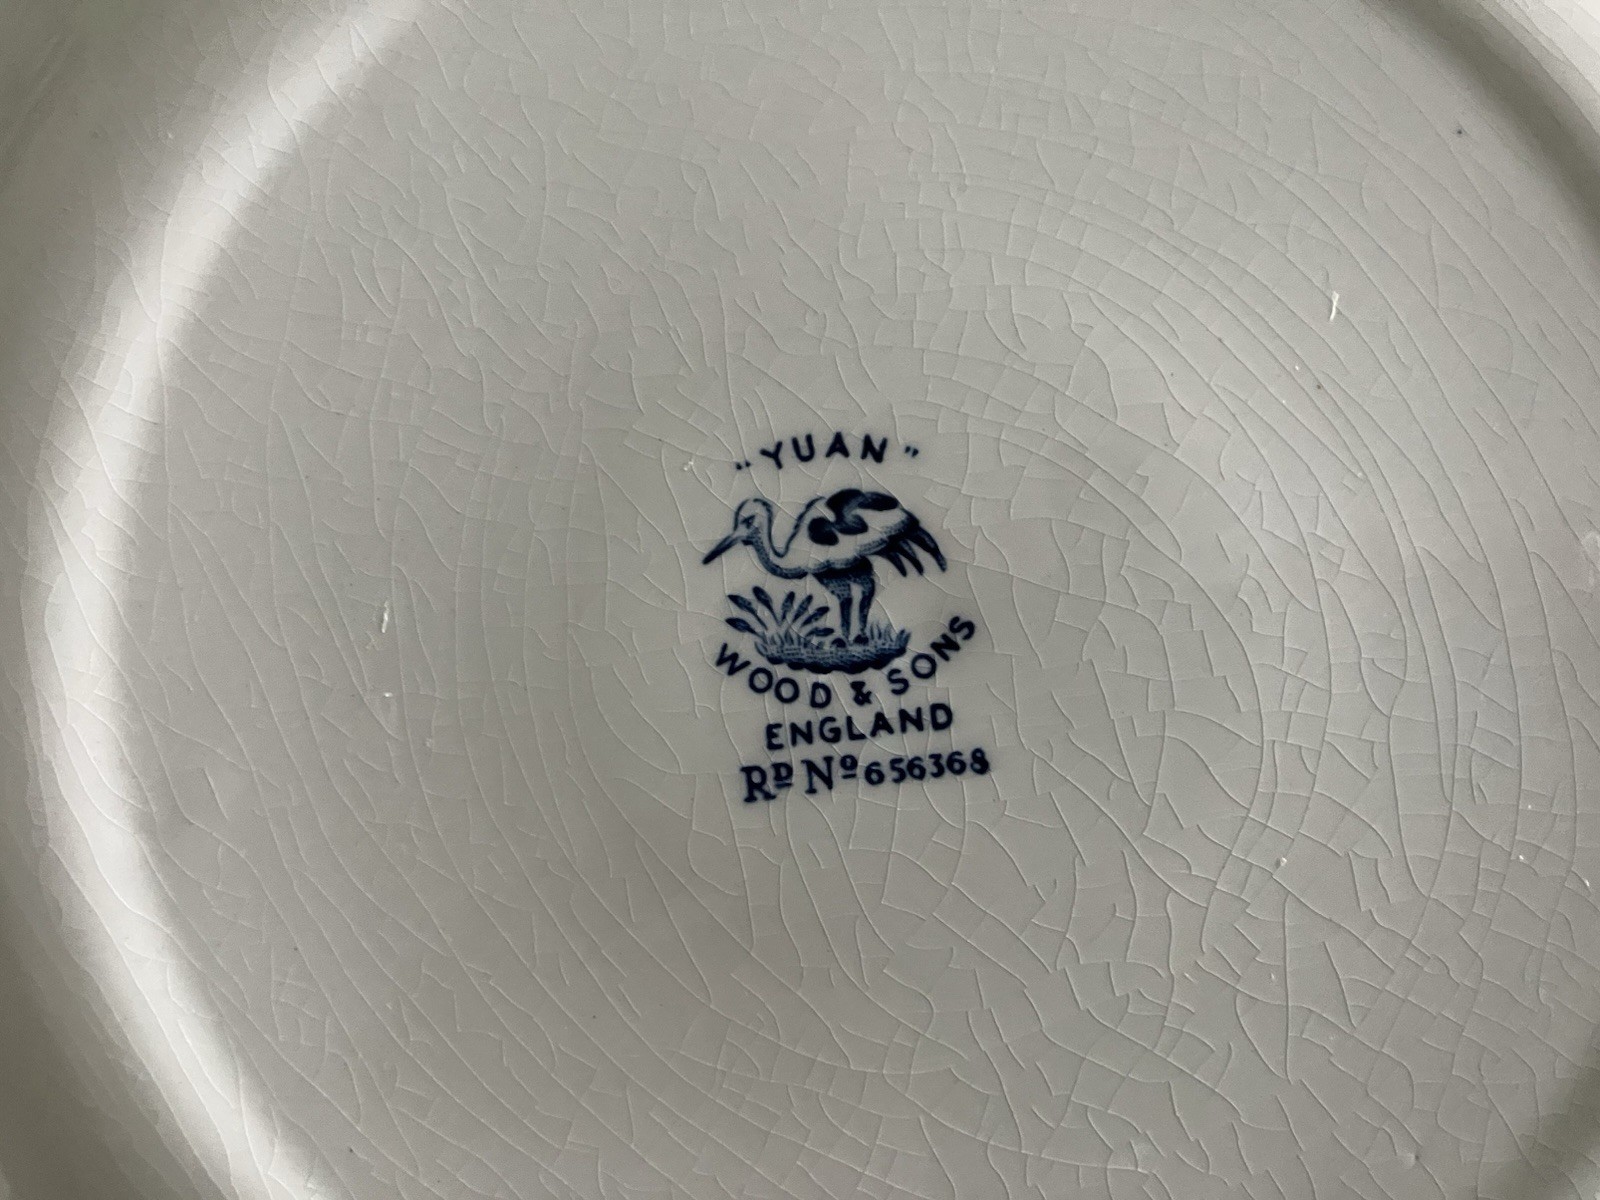 „YUAN”
WOOD & SONS
ENGLAND
Rᴰ Nº 656368